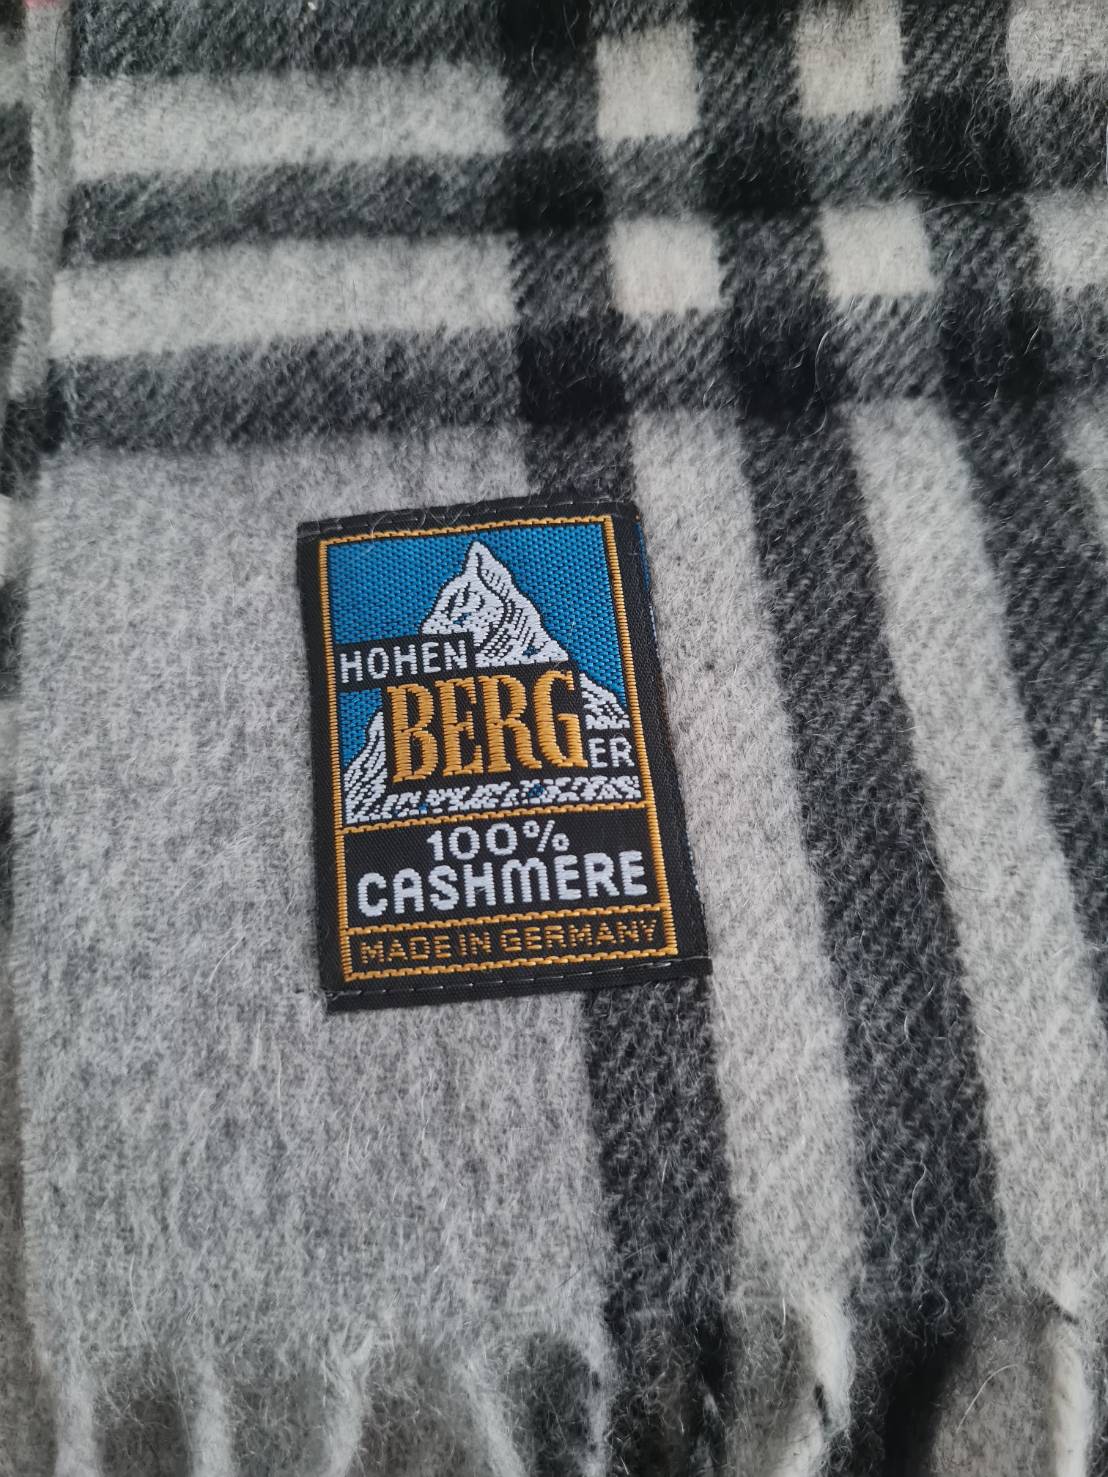 HOHEN
BERG
ER
100%
CASHMERE
MADE IN GERMANY